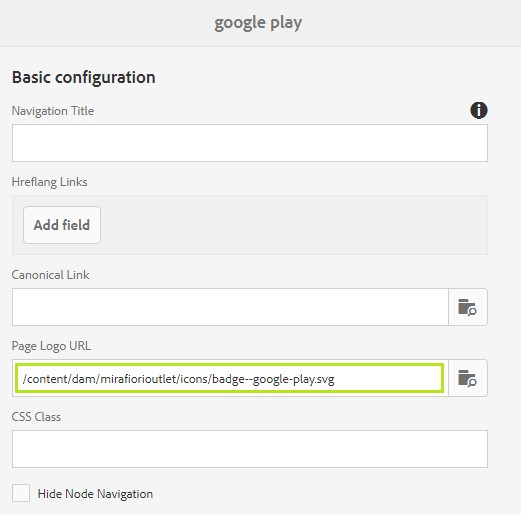 google play
Basic configuration
Navigation Title
Hreflang Links
Add field
Canonical Link
Page Logo URL
/content/dam/mirafiorioutlet/icons/badge--google-play.svg
CSS Class
Hide Node Navigation